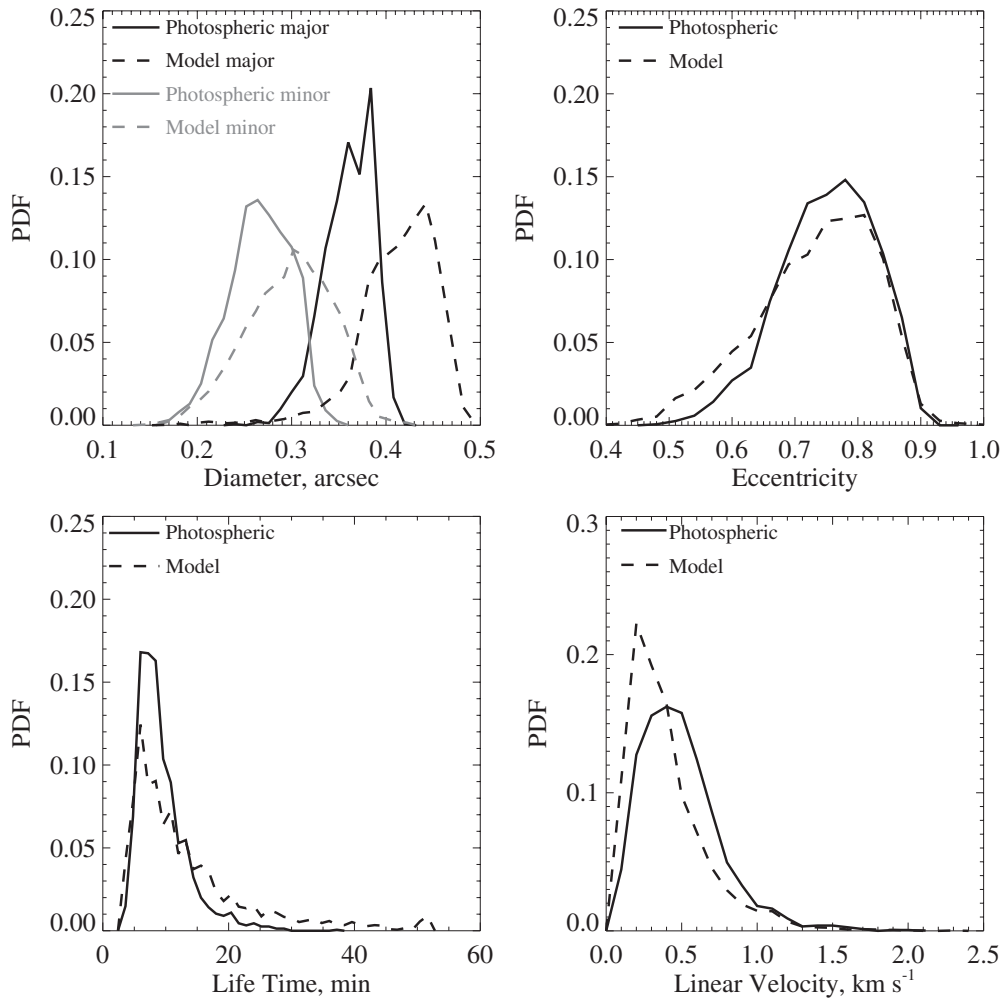 0.25
0.20
0.15
0.10
0.05
0.00
PDF
Photospheric major
Model major
Photospheric minor
Model minor
0.1 0.2 0.3 0.4 0.5
Diameter, arcsec
0.25
0.20
0.15
0.10
0.05
0.00
PDF
Photospheric
Model
0.4 0.5 0.6 0.7 0.8 0.9 1.0
Eccentricity
0.25
0.20
0.15
0.10
0.05
0.00
PDF
Photospheric
Model
0 20 40 60
Life Time, min
0.3
0.2
0.1
0.0
PDF
Photospheric
Model
0.0 0.5 1.0 1.5 2.0 2.5
Linear Velocity, km s⁻¹